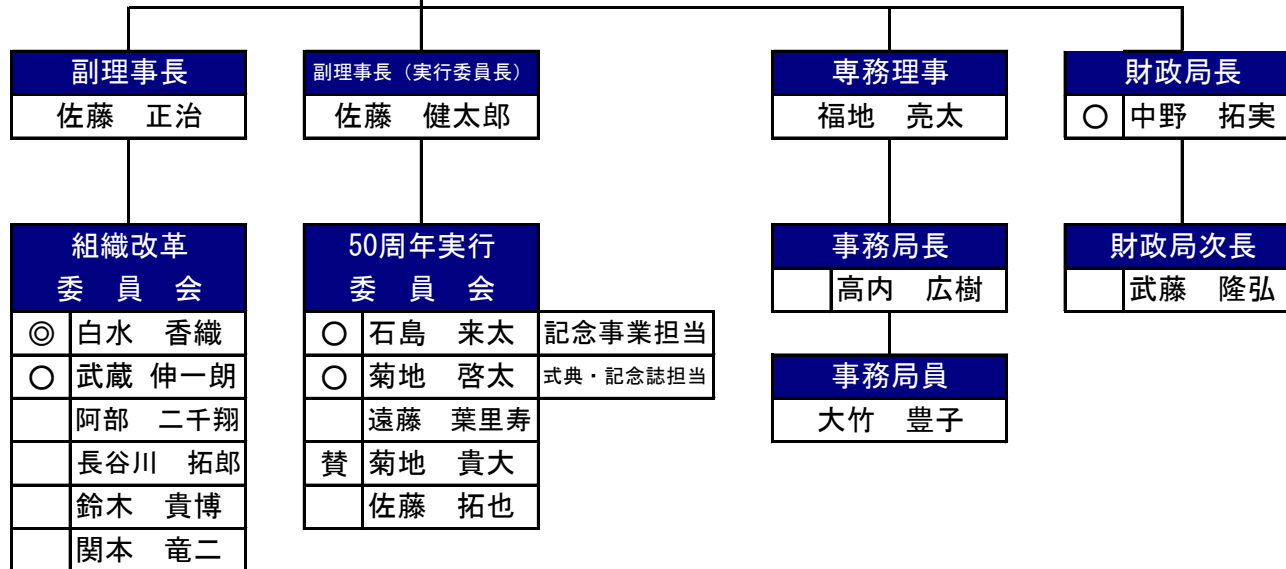 副理事長
佐藤　正治
副理事長（実行委員長）
佐藤　健太郎
専務理事
福地　亮太
財政局長
○ 中野　拓実
組織改革
委　員　会
◎ 白水　香織
○ 武蔵 伸一朗
阿部　二千翔
長谷川　拓郎
鈴木　貴博
関本　竜二
50周年実行
委　員　会
○ 石島　来太 記念事業担当
○ 菊地　啓太 式典・記念誌担当
遠藤　葉里寿
賛 菊地　貴大
佐藤　拓也
事務局長
高内　広樹
事務局員
大竹　豊子
財政局次長
武藤　隆弘